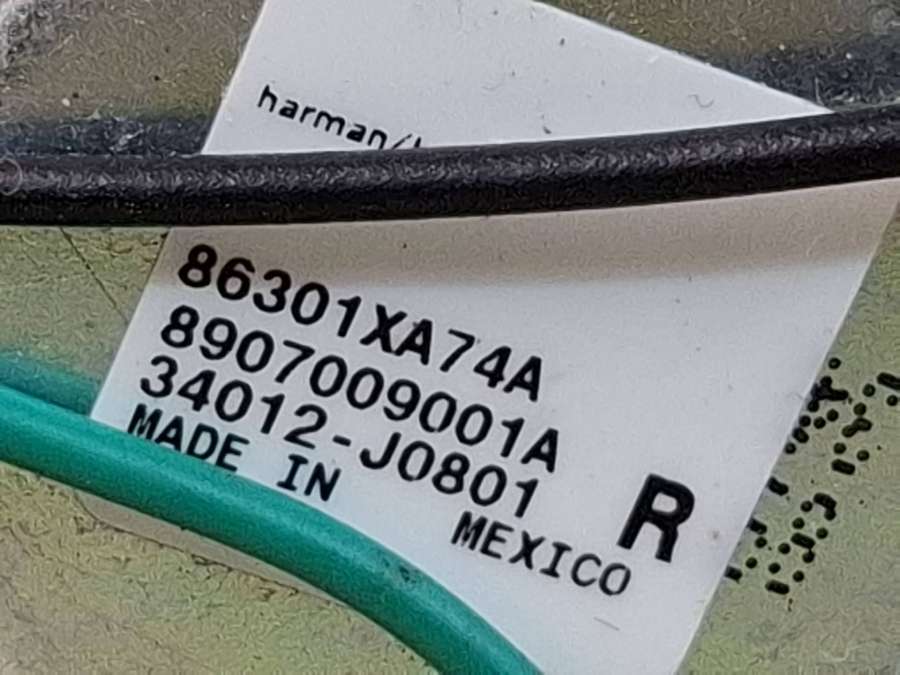 harman/
86301XA74A
8907009001A
34012-J0801
MADE IN MEXICO
R